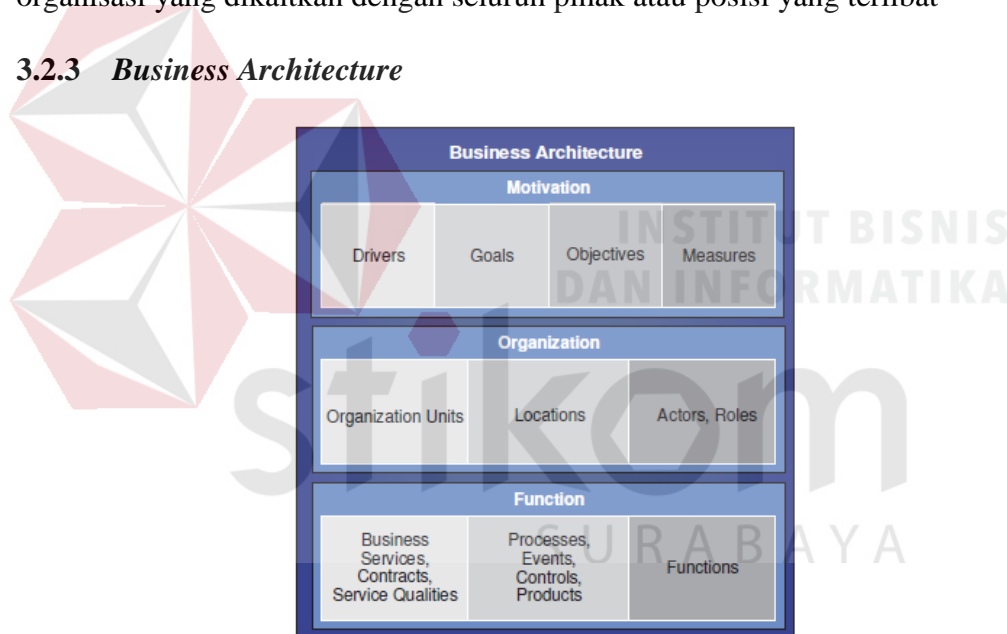 organisasi yang dikaitkan dengan seluruh pihak atau posisi yang terlibat
3.2.3 Business Architecture
Business Architecture
Motivation
Drivers
Goals
Objectives
Measures
INSTITUT BISNIS
DAN INFORMATIKA
Organization
Organization Units
Locations
Actors, Roles
stikom
Function
Business
Services,
Contracts,
Service Qualities
Processes,
Events,
Controls,
Products
Functions
SURABAYA